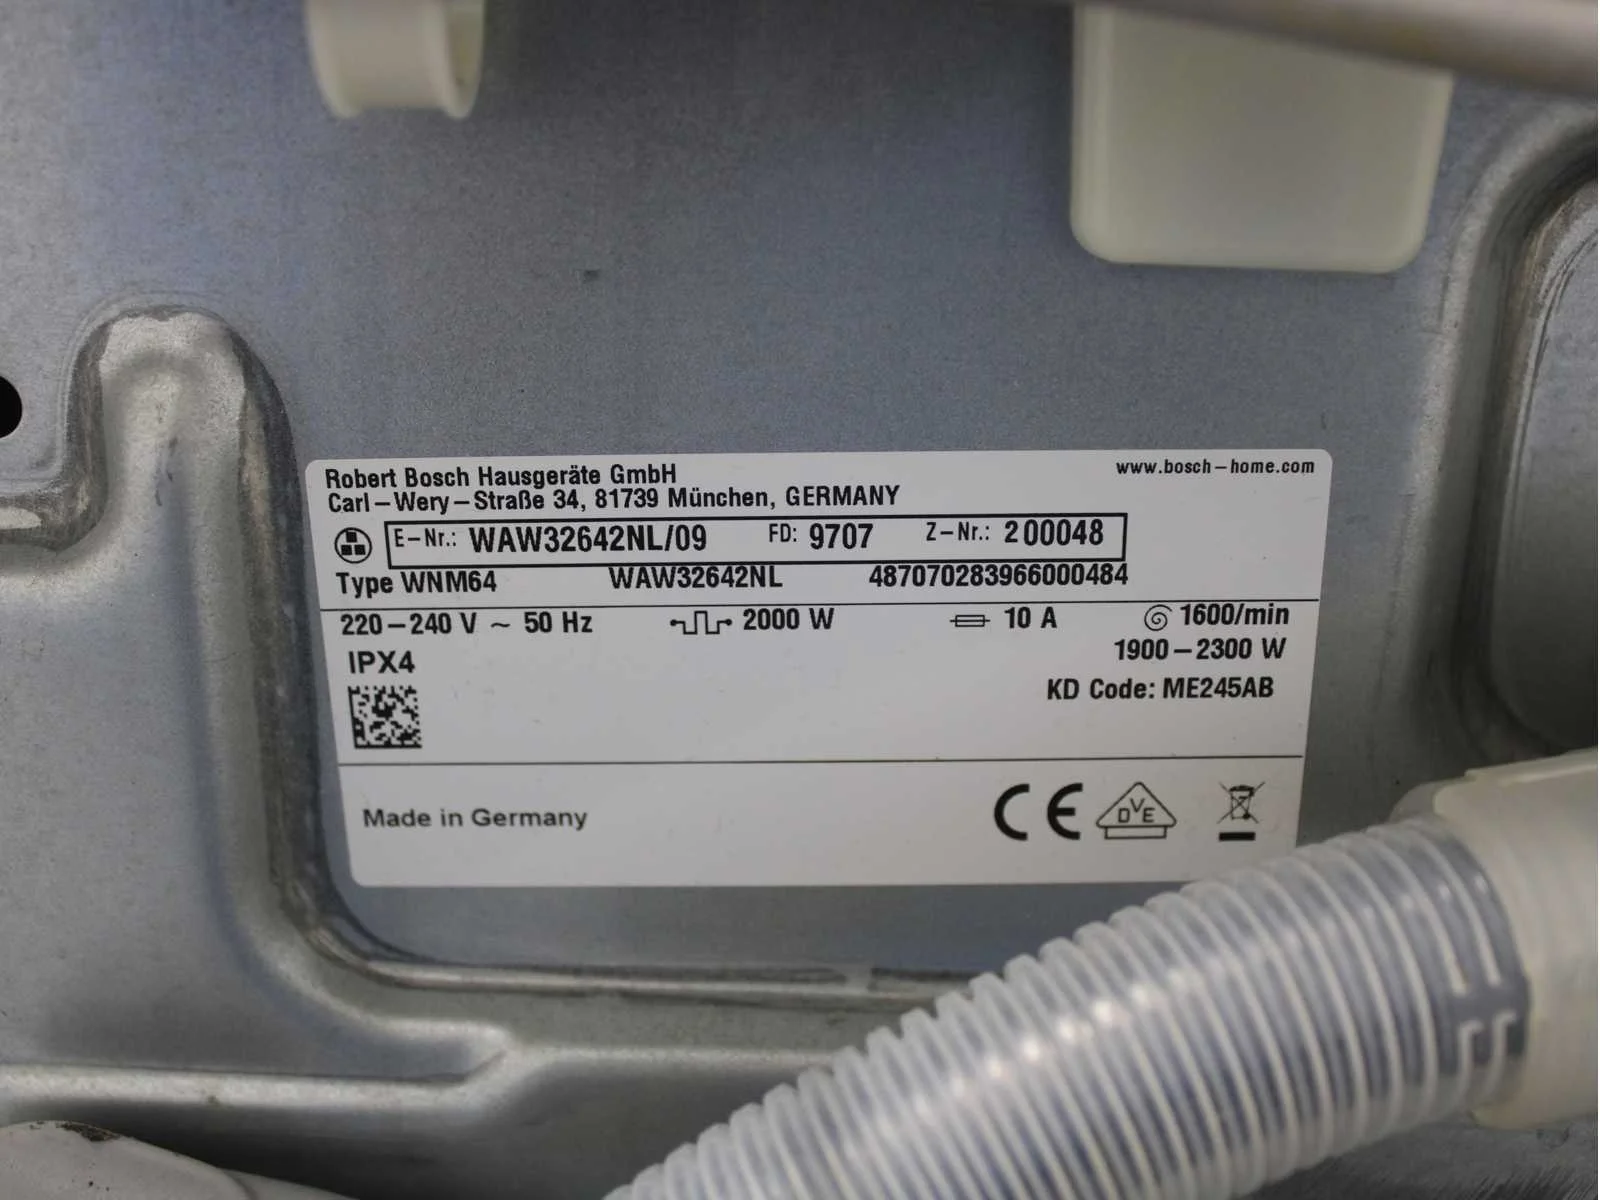 Robert Bosch Hausgeräte GmbH www.bosch-home.com
Carl-Wery-Straße 34, 81739 München, GERMANY
E-Nr.: WAW32642NL/09 FD: 9707 Z-Nr.: 200048
Type WNM64 WAW32642NL 487070283966000484
220-240 V ~ 50 Hz 2000 W 10 A 1600/min
1900-2300 W
IPX4
KD Code: ME245AB
Made in Germany CE DVE